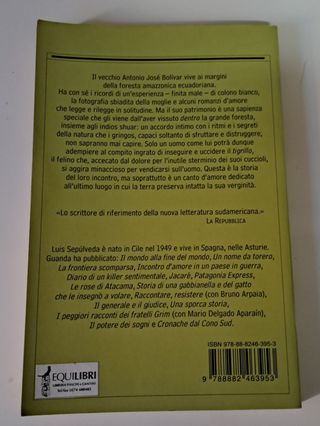 Il vecchio Antonio José Bolívar vive ai margini
della foresta amazzonica ecuadoriana.
Ha con sé i ricordi di un'esperienza – finita male – di colono bianco,
la fotografia sbiadita della moglie e alcuni romanzi d'amore
che legge e rilegge in solitudine. Ma il suo patrimonio è una sapienza
speciale che gli viene dall'aver vissuto dentro la grande foresta,
insieme agli indios shuar: un accordo intimo con i ritmi e i segreti
della natura che i gringos, capaci soltanto di sfruttare e distruggere,
non sapranno mai capire. Solo un uomo come lui potrà dunque
adempiere al compito ingrato di inseguire e uccidere il tigrillo,
il felino che, accecato dal dolore per l'inutile sterminio dei suoi cuccioli,
si aggira minaccioso per vendicarsi sull'uomo. Questa è la storia
del loro incontro, ma soprattutto è un canto d'amore dedicato
all'ultimo luogo in cui la terra preserva intatta la sua verginità.
«Lo scrittore di riferimento della nuova letteratura sudamericana.»
LA REPUBBLICA
Luis Sepúlveda è nato in Cile nel 1949 e vive in Spagna, nelle Asturie.
Guanda ha pubblicato: Il mondo alla fine del mondo, Un nome da torero,
La frontiera scomparsa, Incontro d'amore in un paese in guerra,
Diario di un killer sentimentale, Jacaré, Patagonia Express,
Le rose di Atacama, Storia di una gabbianella e del gatto
che le insegnò a volare, Raccontare, resistere (con Bruno Arpaia),
Il generale e il giudice, Una sporca storia,
I peggiori racconti dei fratelli Grim (con Mario Delgado Aparaín),
Il potere dei sogni e Cronache dal Cono Sud.
ISBN 978-88-8246-395-3
9 788882 463953
EQUILIBRI